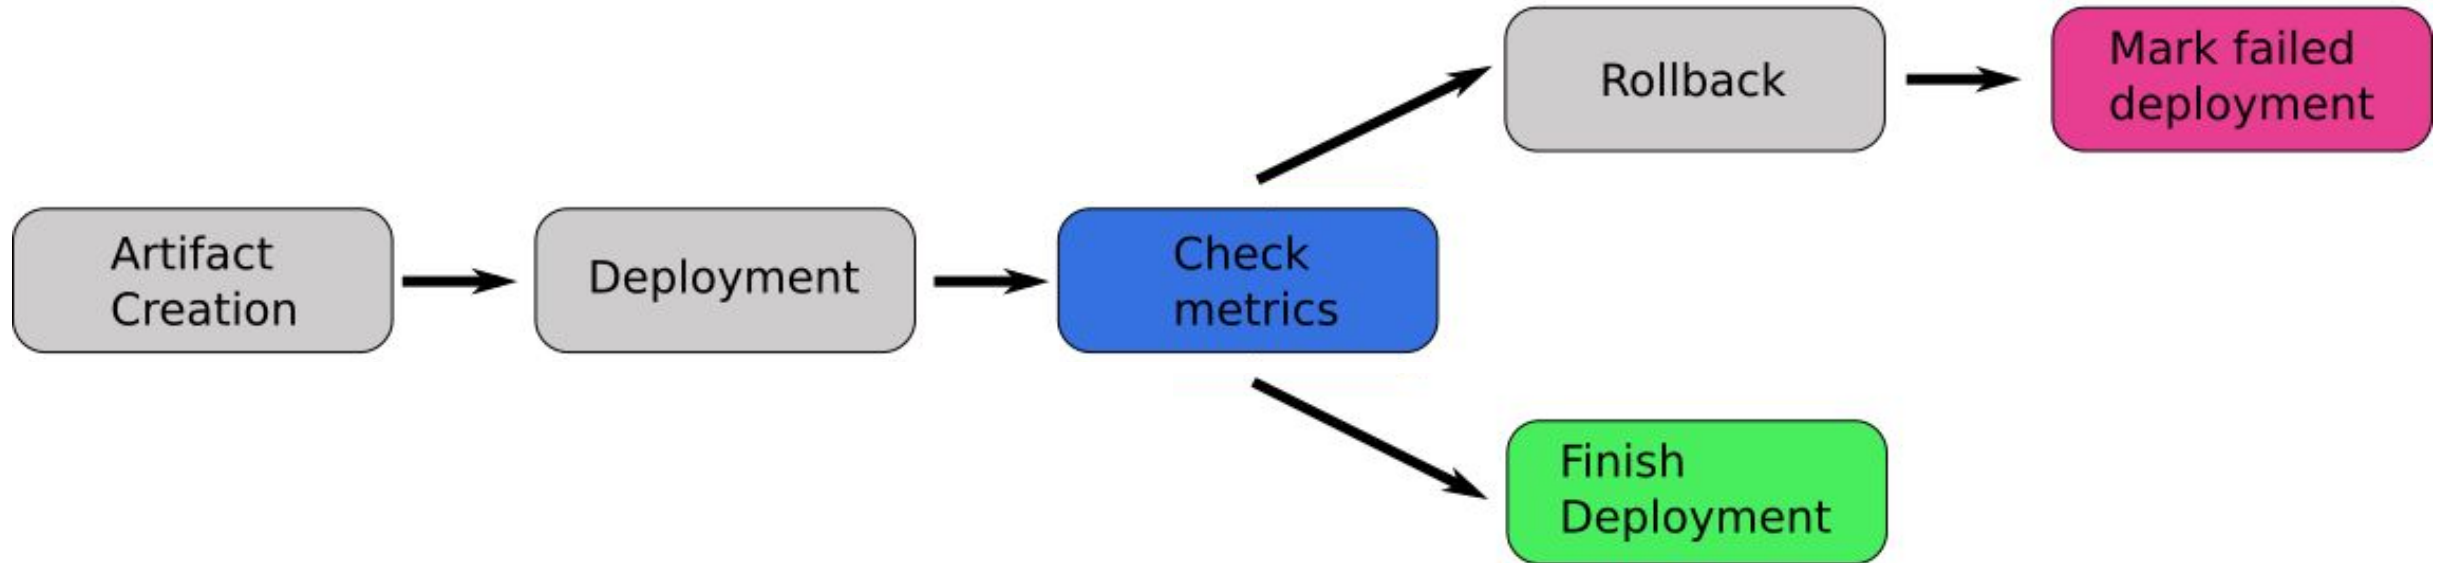 Artifact
Creation
Deployment
Check
metrics
Rollback
Mark failed
deployment
Finish
Deployment